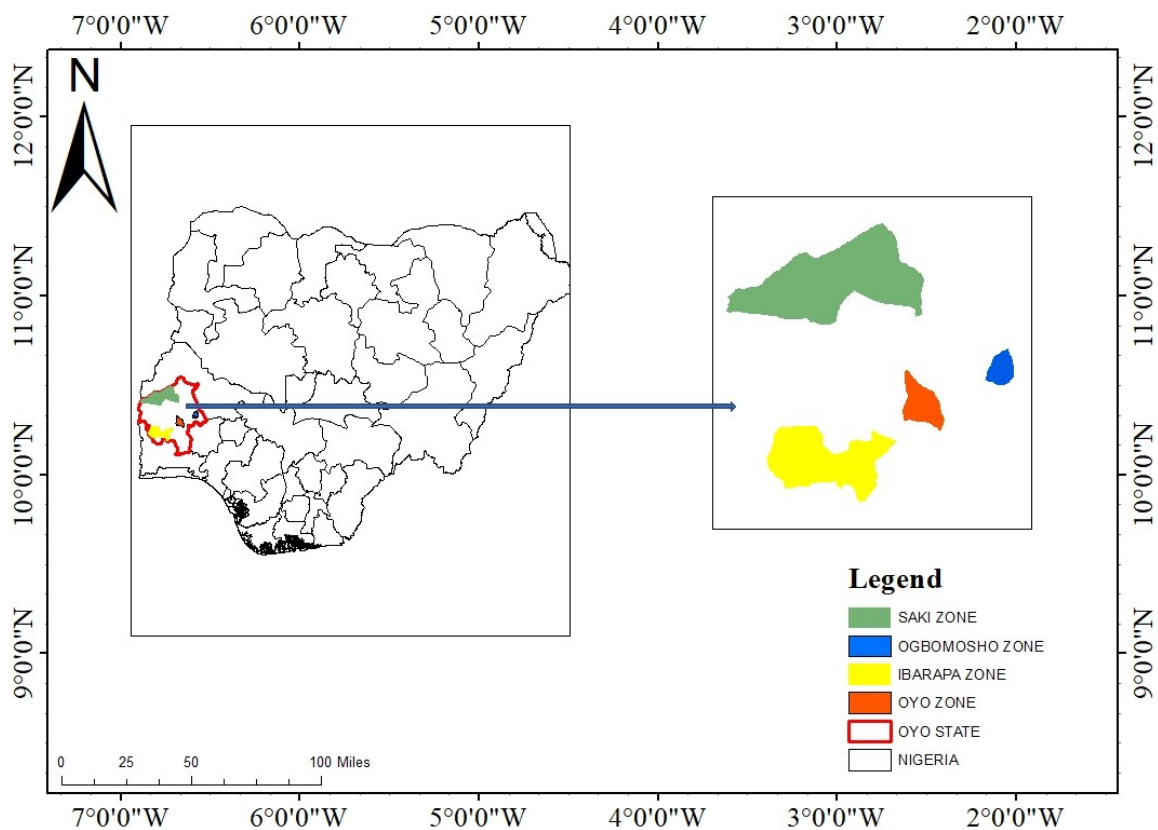 7°0'0"W 6°0'0"W 5°0'0"W 4°0'0"W 3°0'0"W 2°0'0"W
N
12°0'0"N 12°0'0"N
11°0'0"N 11°0'0"N
10°0'0"N 10°0'0"N
9°0'0"N 9°0'0"N
Legend
SAKI ZONE
OGBOMOSHO ZONE
IBARAPA ZONE
OYO ZONE
OYO STATE
NIGERIA
0 25 50 100 Miles
7°0'0"W 6°0'0"W 5°0'0"W 4°0'0"W 3°0'0"W 2°0'0"W